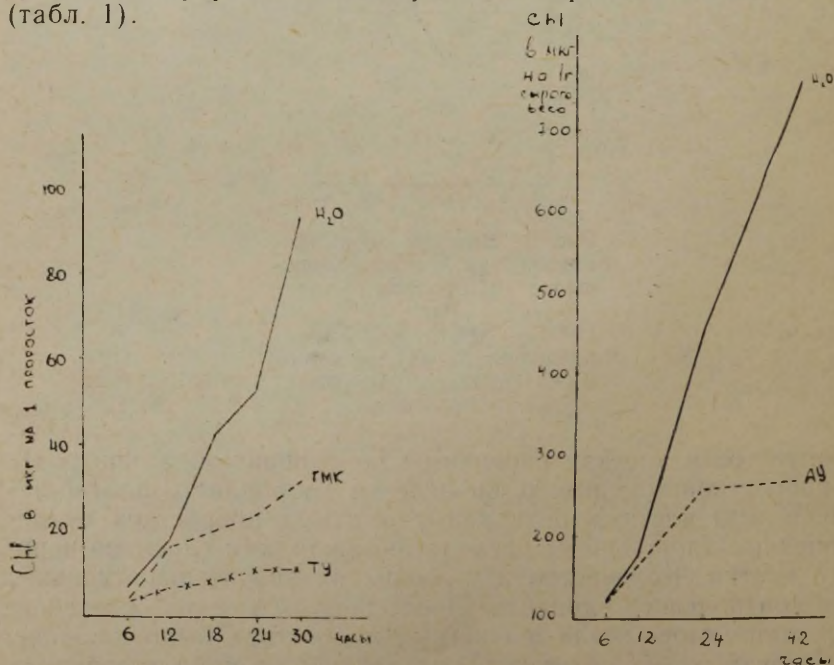 (табл. 1).
Chl в мкг на 1 проросток
100
80
60
40
20
H₂O
ГМК
ТУ
6 12 18 24 30 часы
Chl
в мкг
на 1г
сырого
веса
700
600
500
400
300
200
100
H₂O
АУ
6 12 24 42
часы